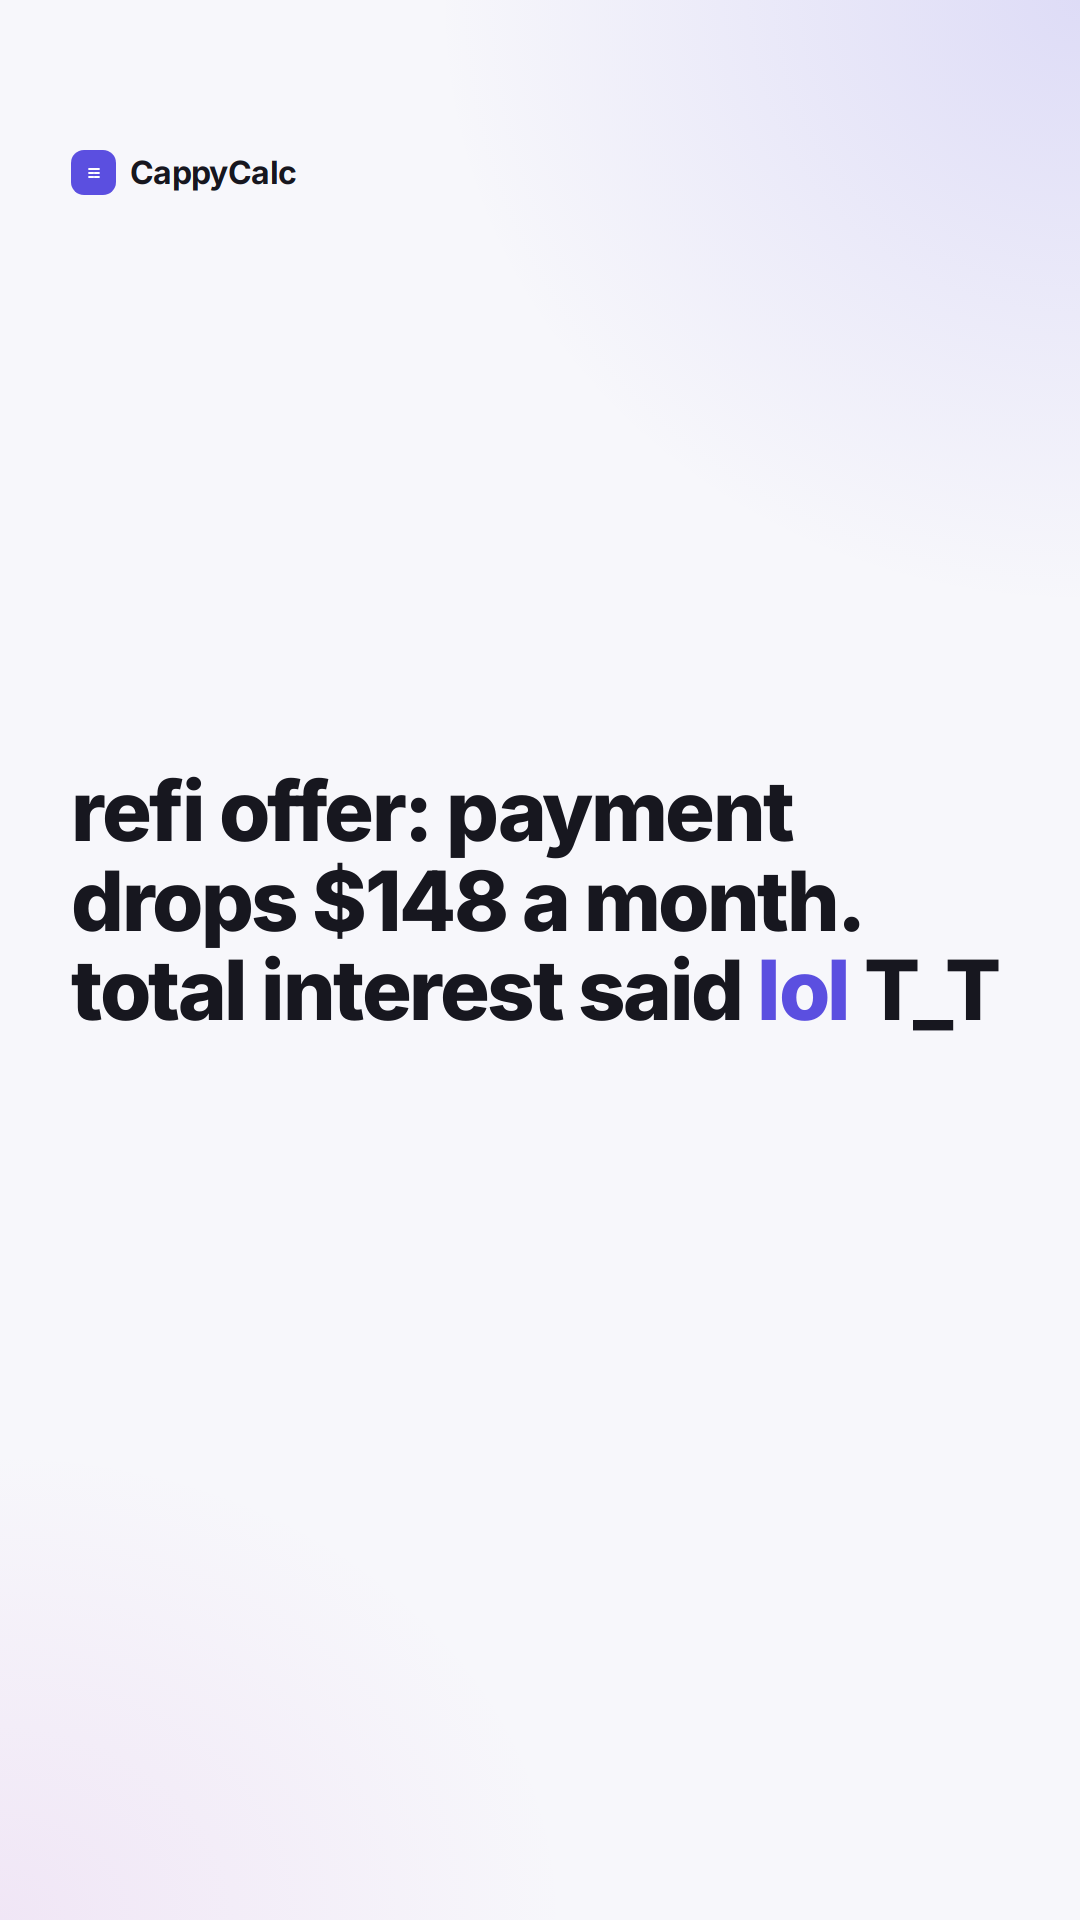 CappyCalc
refi offer: payment
drops $148 a month.
total interest said lol T_T